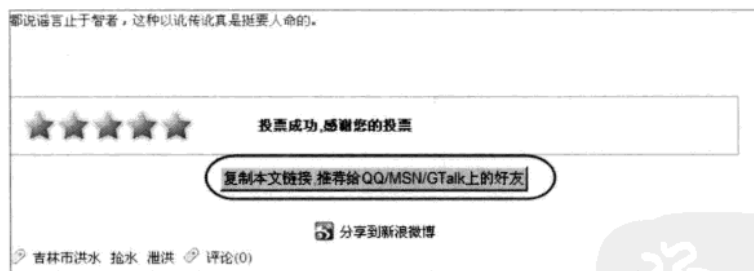 都说谣言止于智者，这种以讹传讹真是挺要人命的。
投票成功,感谢您的投票
复制本文链接,推荐给QQ/MSN/GTalk上的好友
分享到新浪微博
吉林市洪水 抢水 泄洪 评论(0)